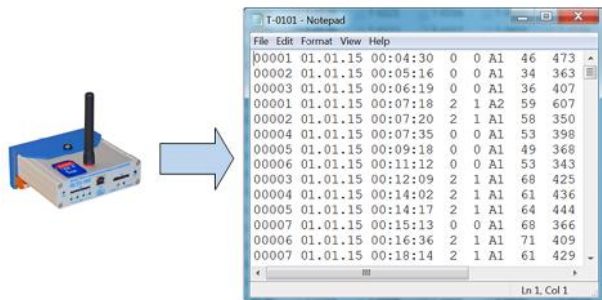 T-0101 - Notepad
File Edit Format View Help
00001 01.01.15 00:04:30 0 0 A1 46 473
00002 01.01.15 00:05:16 0 0 A1 34 363
00003 01.01.15 00:06:19 0 0 A1 36 407
00001 01.01.15 00:07:18 2 1 A2 59 607
00002 01.01.15 00:07:20 2 1 A1 58 350
00004 01.01.15 00:07:35 0 0 A1 53 398
00005 01.01.15 00:09:18 0 0 A1 49 368
00006 01.01.15 00:11:12 0 0 A1 53 343
00003 01.01.15 00:12:09 2 1 A1 68 425
00004 01.01.15 00:14:02 2 1 A1 61 436
00005 01.01.15 00:14:17 2 1 A1 64 444
00007 01.01.15 00:15:13 0 0 A1 68 366
00006 01.01.15 00:16:36 2 1 A1 71 409
00007 01.01.15 00:18:14 2 1 A1 61 429
Ln 1, Col 1